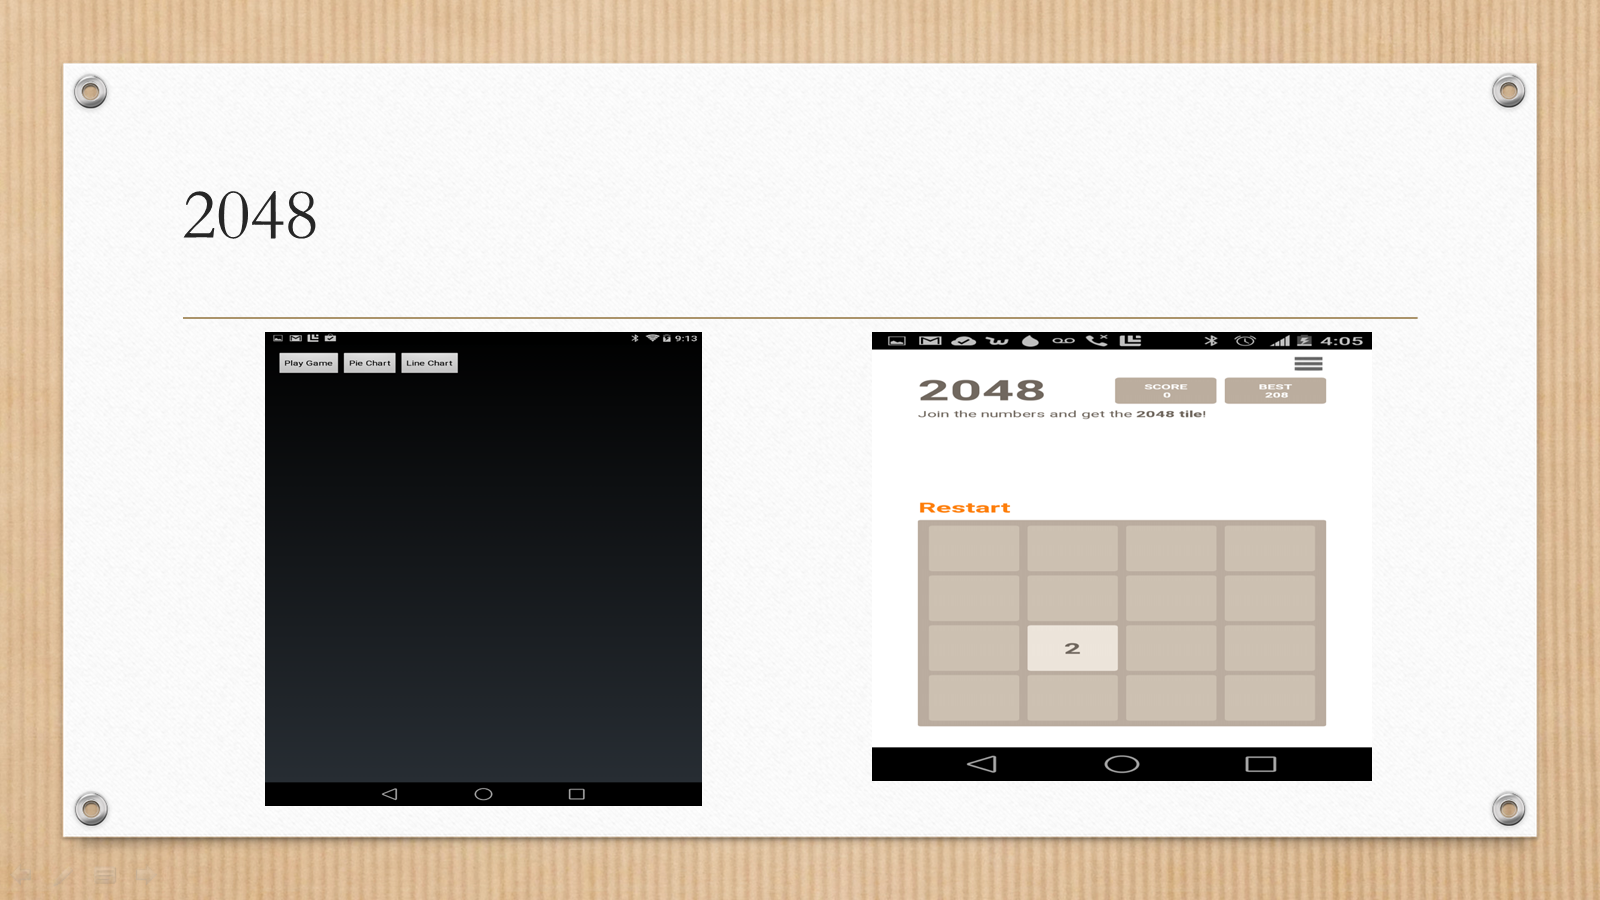 2048
9:13
Play Game Pie Chart Line Chart
4:05
2048
SCORE
0
BEST
208
Join the numbers and get the 2048 tile!
Restart
2